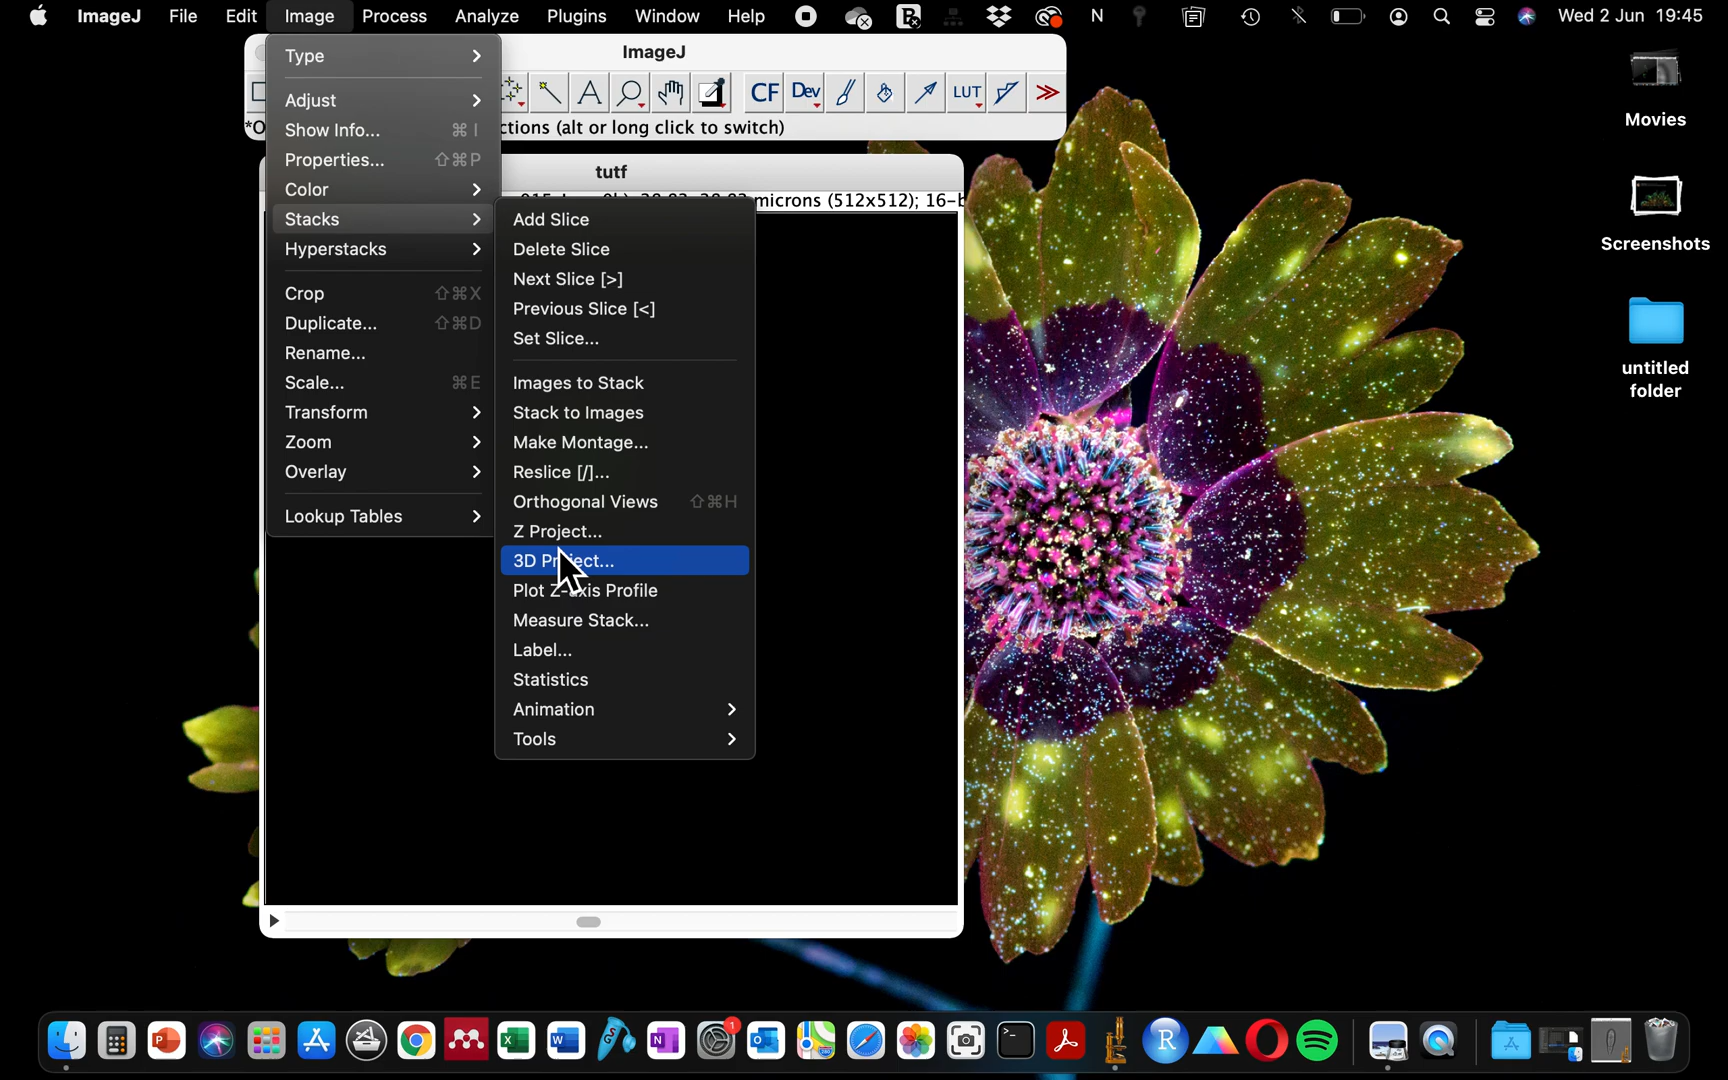 ImageJ File Edit Image Process Analyze Plugins Window Help N Wed 2 Jun 19:45
ImageJ
CF Dev LUT
ctions (alt or long click to switch)
tutf
microns (512x512); 16-b
Type
Adjust
Show Info... ⌘ I
Properties... ⇧⌘P
Color
Stacks
Hyperstacks
Crop ⇧⌘X
Duplicate... ⇧⌘D
Rename...
Scale... ⌘E
Transform
Zoom
Overlay
Lookup Tables
Add Slice
Delete Slice
Next Slice [>]
Previous Slice [<]
Set Slice...
Images to Stack
Stack to Images
Make Montage...
Reslice [/]...
Orthogonal Views ⇧⌘H
Z Project...
3D Project...
Plot Z-axis Profile
Measure Stack...
Label...
Statistics
Animation
Tools
Movies
Screenshots
untitled
folder